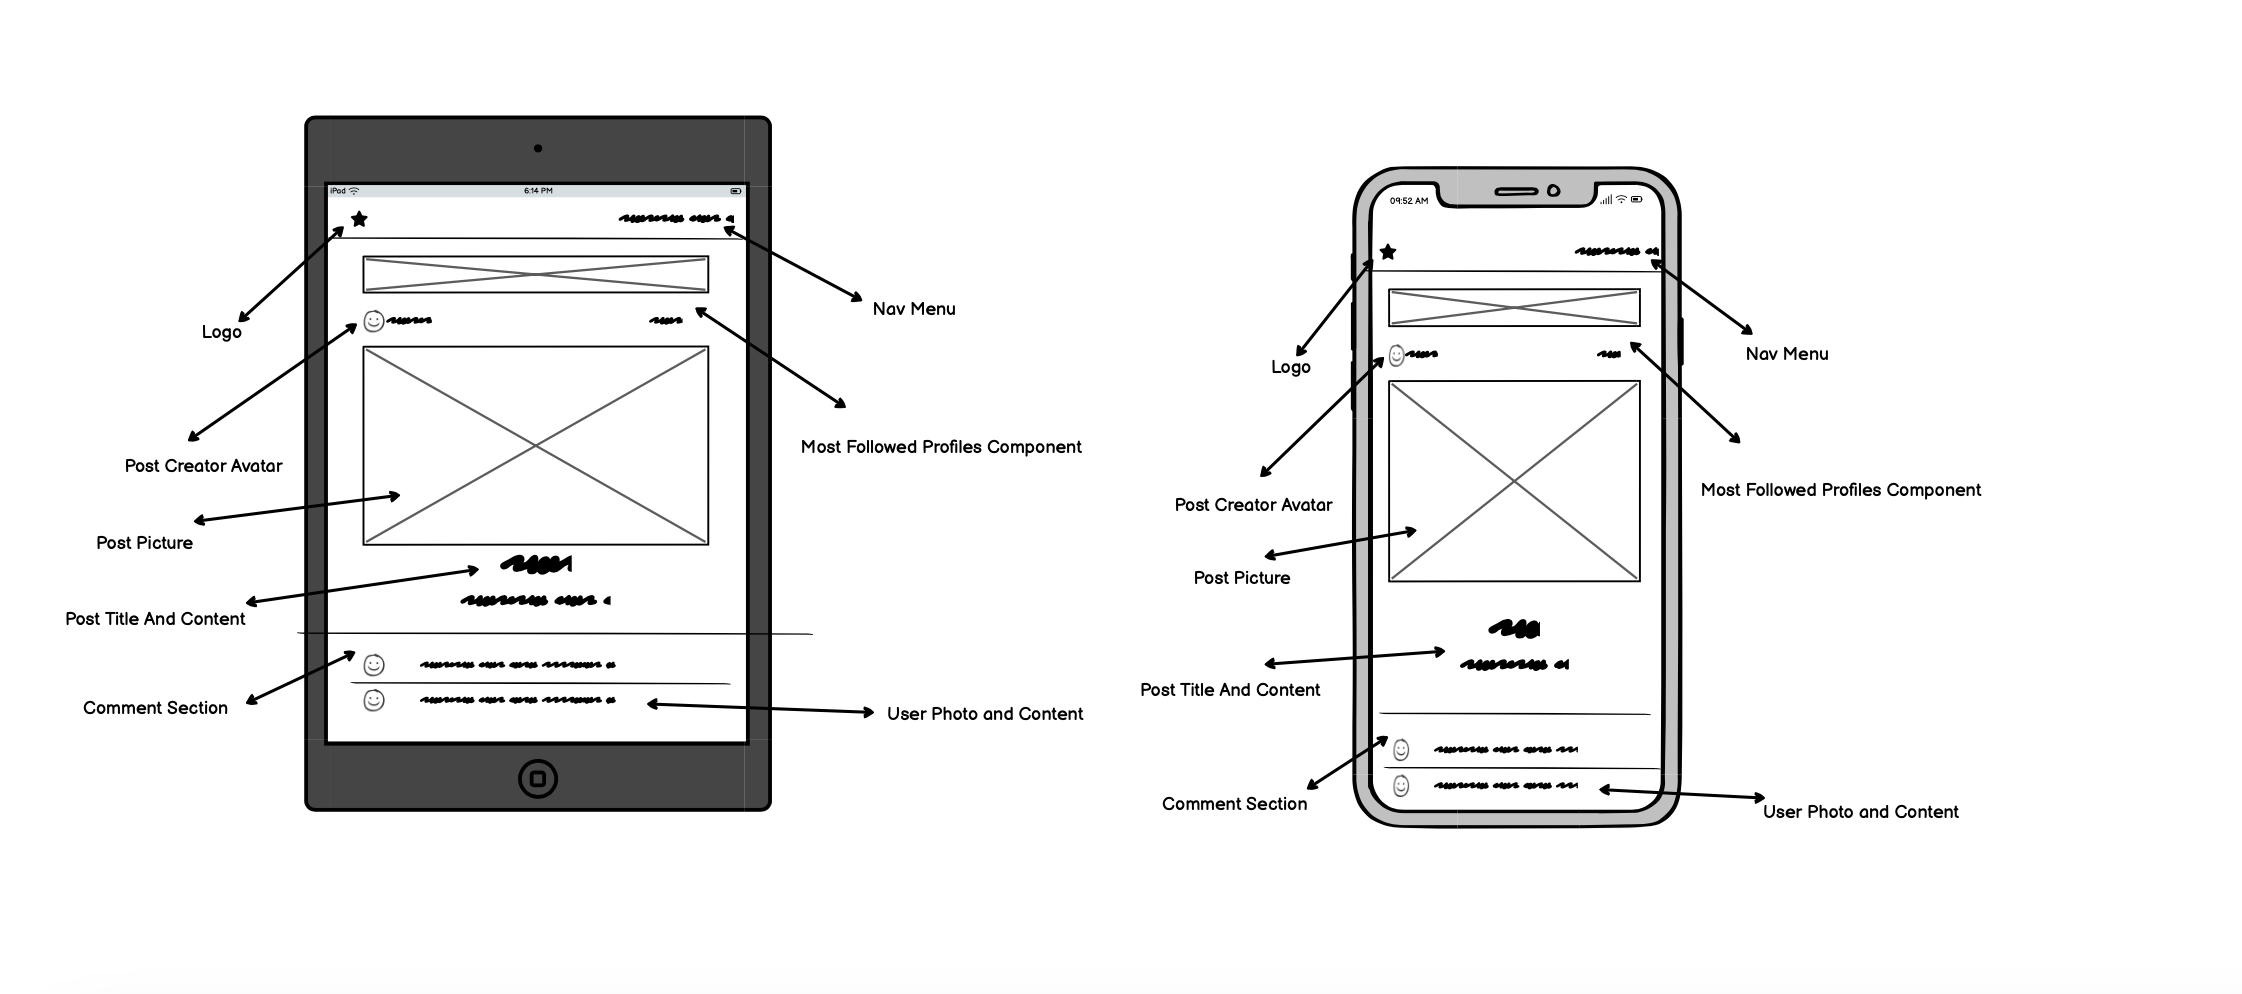 iPad
6:14 PM
Logo
Nav Menu
Post Creator Avatar
Most Followed Profiles Component
Post Picture
Post Title And Content
Comment Section
User Photo and Content
09:52 AM
Logo
Nav Menu
Post Creator Avatar
Most Followed Profiles Component
Post Picture
Post Title And Content
Comment Section
User Photo and Content